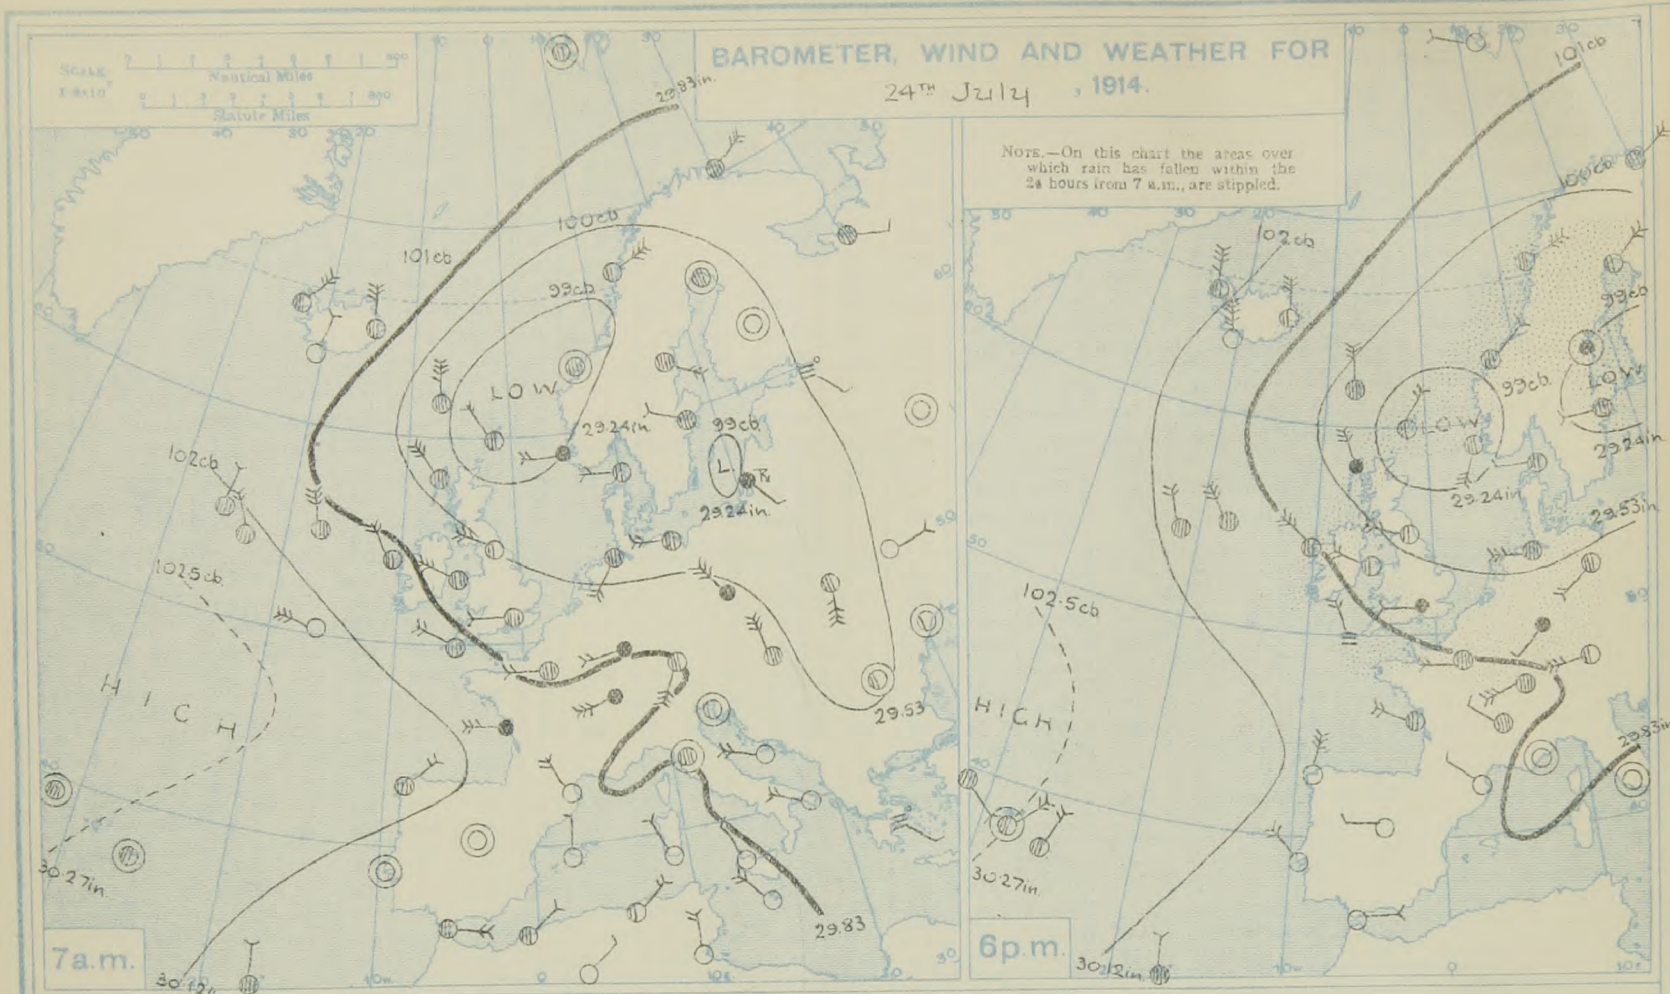 BAROMETER, WIND AND WEATHER FOR
24TH July, 1914.
NOTE.—On this chart the areas over
which rain has fallen within the
24 hours from 7 a.m., are stippled.
SCALE
Nautical Miles
Statute Miles
29.83in.
100cb
101cb
99cb
LOW
29.24in.
99cb.
L.
29.24in.
102cb
102.5cb.
HIGH
30.27in.
29.53
29.83
7a.m.
101cb
100cb
102cb
99cb
LOW
99cb.
LOW
29.24in
29.24in
29.53in.
102.5cb
HIGH
29.83in
30.27in.
30.12in.
6p.m.